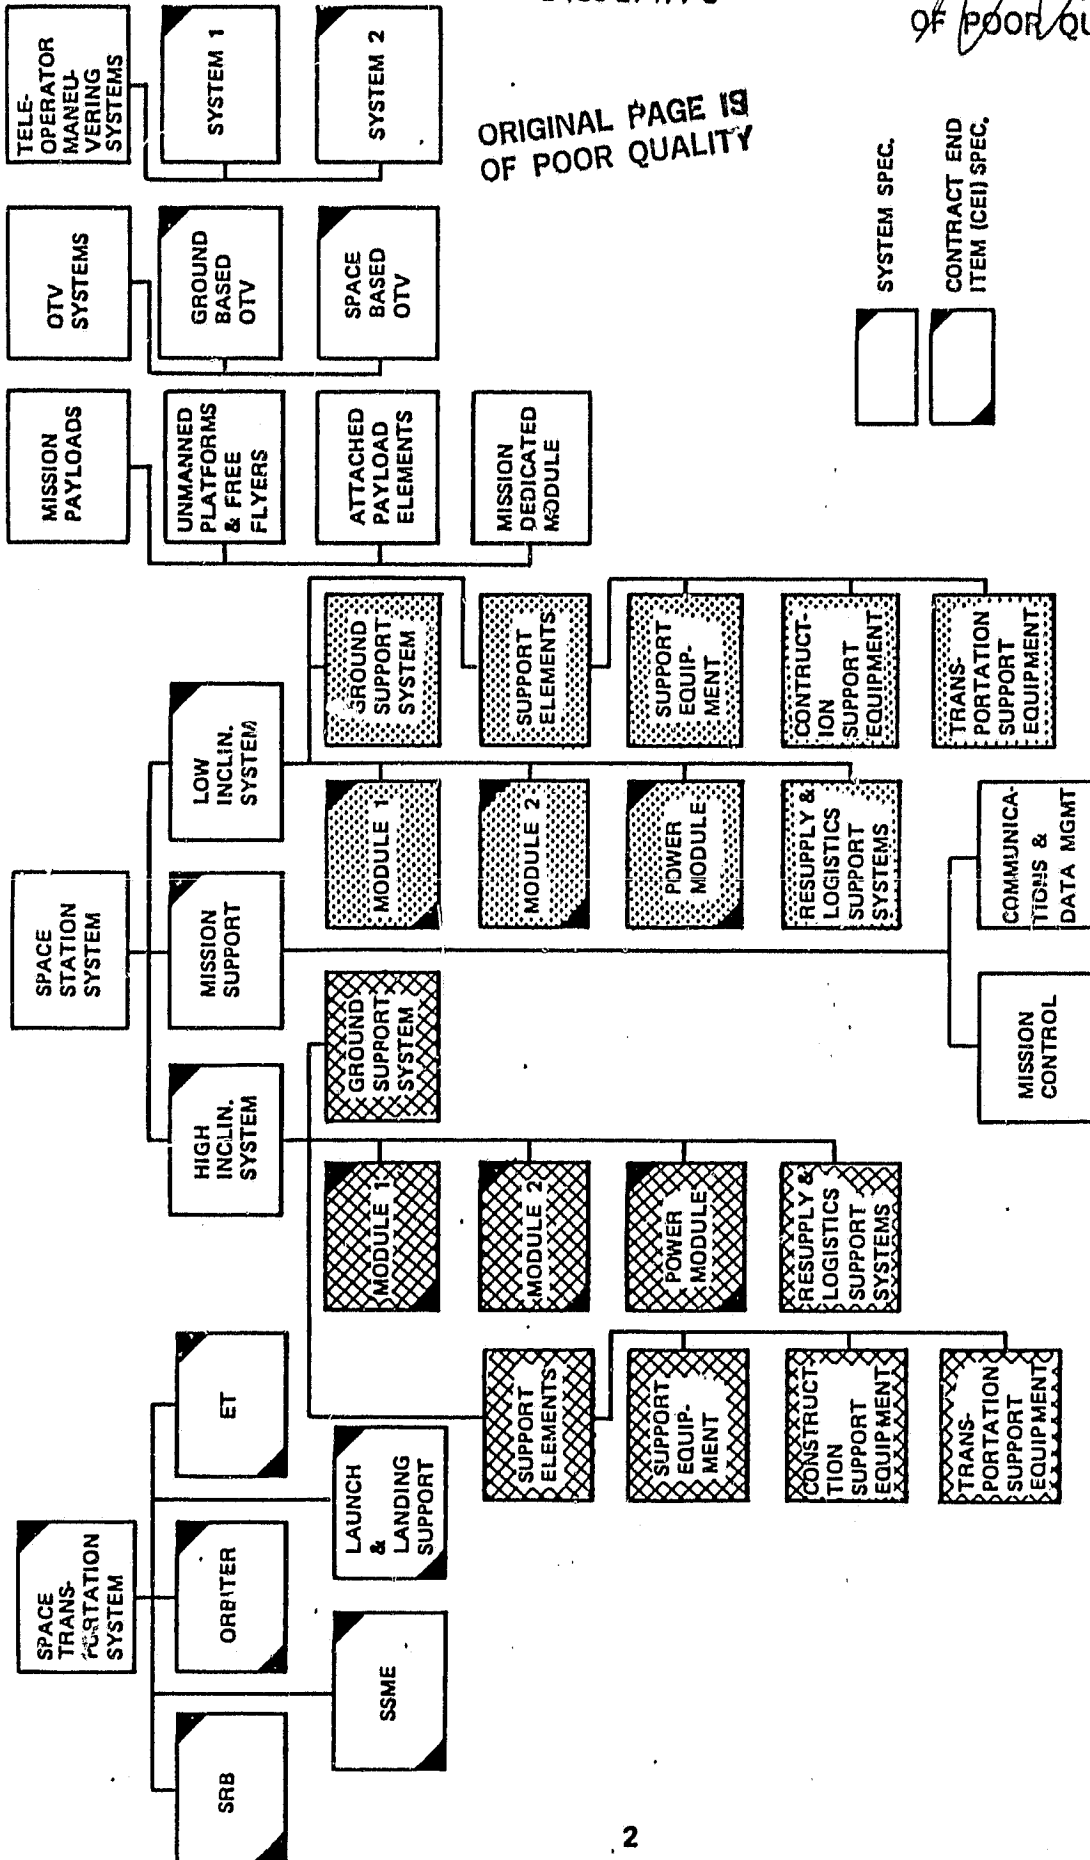 OF POOR QU
ORIGINAL PAGE IS
OF POOR QUALITY
SPACE
TRANS-
PORTATION
SYSTEM
SRB
ORBITER
ET
SSME
LAUNCH
&
LANDING
SUPPORT
SPACE
STATION
SYSTEM
HIGH
INCLIN.
SYSTEM
MISSION
SUPPORT
LOW
INCLIN.
SYSTEM
MODULE 1
GROUND
SUPPORT
SYSTEM
SUPPORT
ELEMENTS
MODULE 2
SUPPORT
EQUIP-
MENT
POWER
MODULE
CONSTRUCT-
TION
SUPPORT
EQUIPMENT
RESUPPLY &
LOGISTICS
SUPPORT
SYSTEMS
TRANS-
PORTATION
SUPPORT
EQUIPMENT
MODULE 1
GROUND
SUPPORT
SYSTEM
MODULE 2
SUPPORT
ELEMENTS
POWER
MODULE
SUPPORT
EQUIP-
MENT
RESUPPLY &
LOGISTICS
SUPPORT
SYSTEMS
CONTRUCT-
ION
SUPPORT
EQUIPMENT
TRANS-
PORTATION
SUPPORT
EQUIPMENT
MISSION
CONTROL
COMMUNICA-
TIONS &
DATA MGMT
MISSION
PAYLOADS
UNMANNED
PLATFORMS
& FREE
FLYERS
ATTACHED
PAYLOAD
ELEMENTS
MISSION
DEDICATED
MODULE
OTV
SYSTEMS
GROUND
BASED
OTV
SPACE
BASED
OTV
TELE-
OPERATOR
MANEU-
VERING
SYSTEMS
SYSTEM 1
SYSTEM 2
SYSTEM SPEC.
CONTRACT END
ITEM (CEI) SPEC.
2